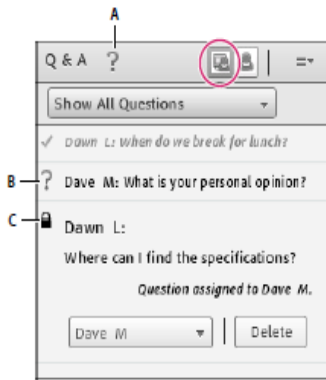 A
Q & A ?
Show All Questions
✓ Dawn L: When do we break for lunch?
B ? Dave M: What is your personal opinion?
C Dawn L:
Where can I find the specifications?
Question assigned to Dave M.
Dave M Delete